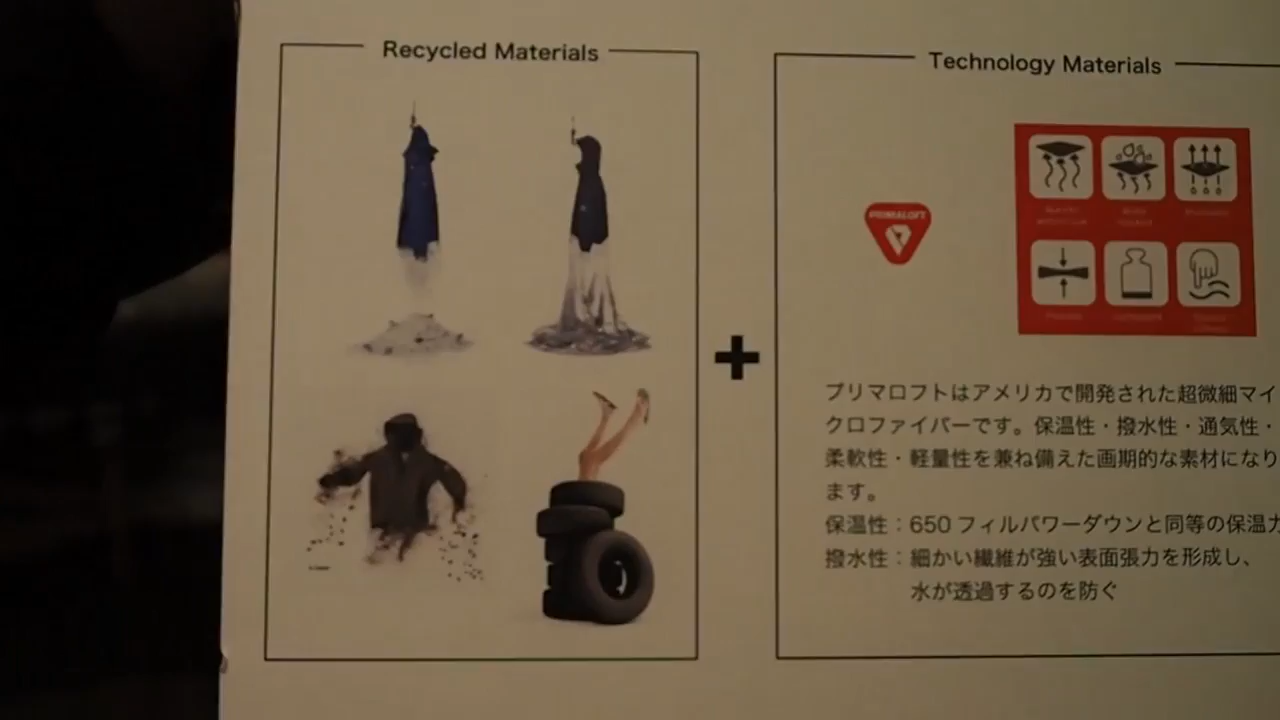 Recycled Materials
Technology Materials
PRIMALOFT
プリマロフトはアメリカで開発された超微細マイ
クロファイバーです。保温性・撥水性・通気性・
柔軟性・軽量性を兼ね備えた画期的な素材になり
ます。
保温性：650 フィルパワーダウンと同等の保温力
撥水性：細かい繊維が強い表面張力を形成し、
水が透過するのを防ぐ